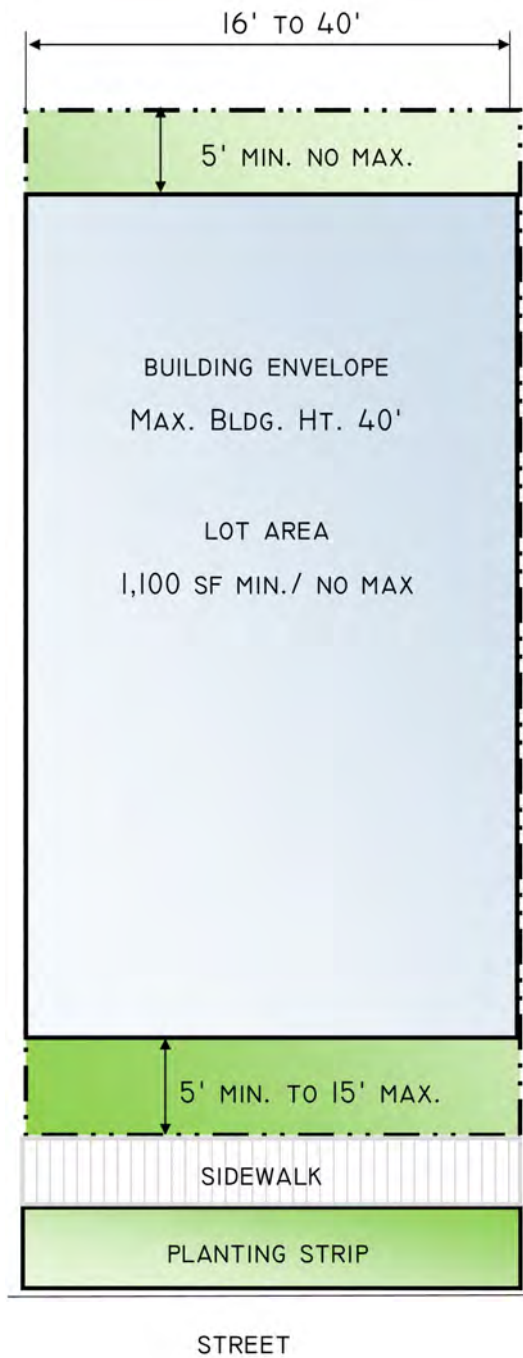 16' TO 40'
5' MIN. NO MAX.
BUILDING ENVELOPE
MAX. BLDG. HT. 40'
LOT AREA
1,100 SF MIN./ NO MAX
5' MIN. TO 15' MAX.
SIDEWALK
PLANTING STRIP
STREET